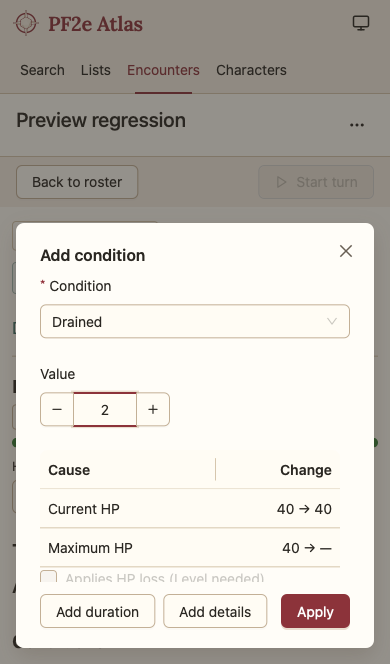 PF2e Atlas
Search Lists Encounters Characters
Preview regression
...
Back to roster Start turn
Add condition
* Condition
Drained
Value
− 2 +
Cause Change
Current HP 40 → 40
Maximum HP 40 → —
Applies HP loss (Level needed)
Add duration Add details Apply